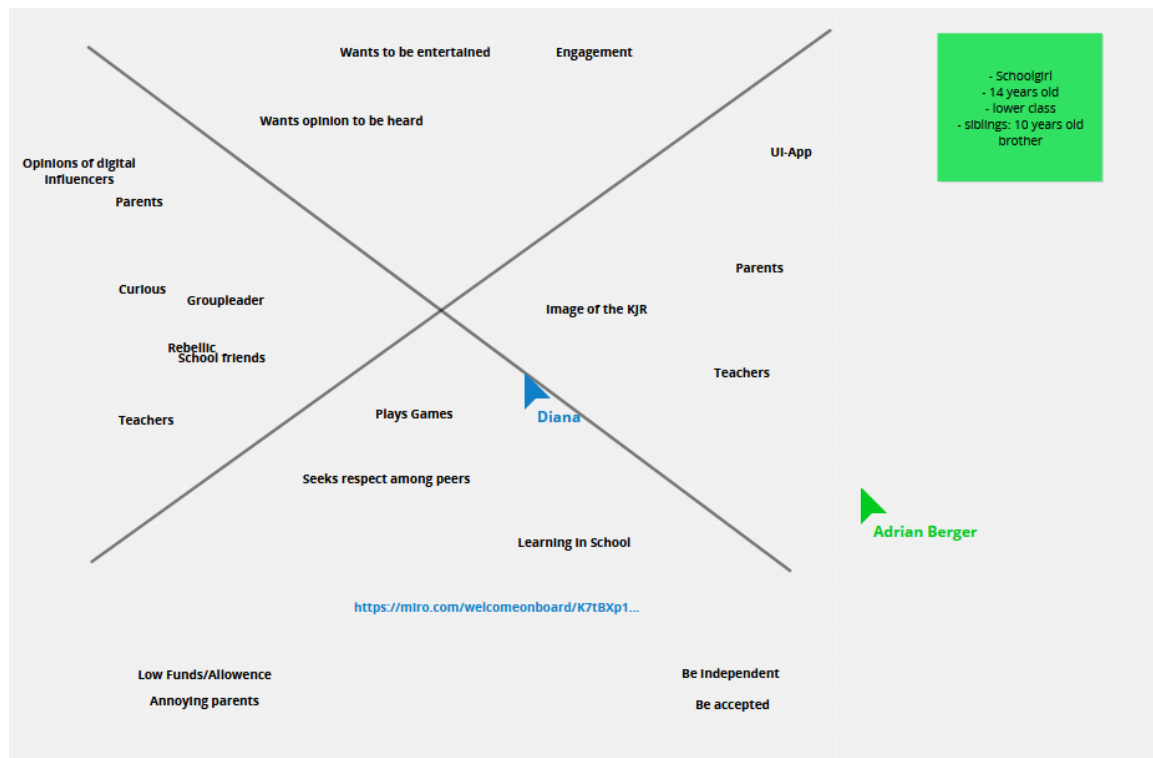 Wants to be entertained
Engagement
- Schoolgirl
- 14 years old
- lower class
- siblings: 10 years old
brother
Wants opinion to be heard
UI-App
Opinions of digital
influencers
Parents
Parents
Curious
Groupleader
Image of the KJR
Rebellic
School friends
Teachers
Plays Games
Diana
Teachers
Seeks respect among peers
Adrian Berger
Learning in School
https://miro.com/welcomeonboard/K7tBXp1...
Low Funds/Allowence
Be independent
Annoying parents
Be accepted